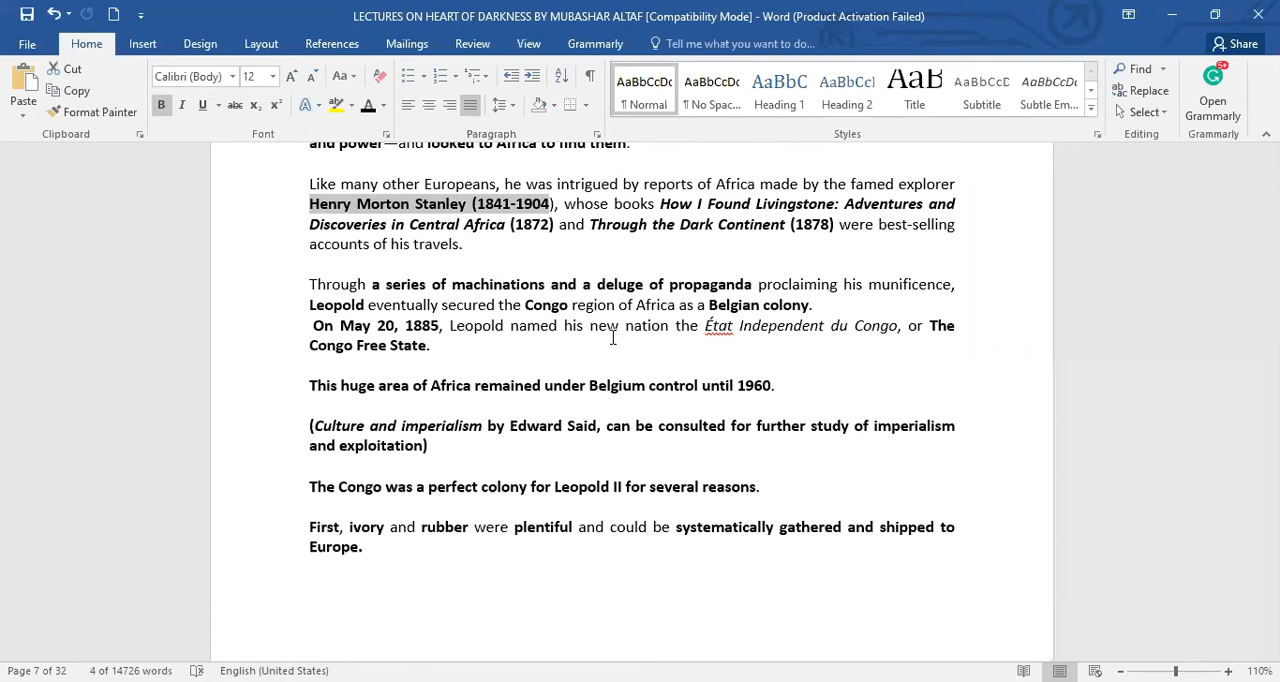 LECTURES ON HEART OF DARKNESS BY MUBASHAR ALTAF [Compatibility Mode] - Word (Product Activation Failed)
File Home Insert Design Layout References Mailings Review View Grammarly Tell me what you want to do... Share
Cut
Copy
Format Painter
Paste
Clipboard
Calibri (Body) 12
Font
Paragraph
AaBbCcDc AaBbCcDc AaBbC AaBbCcI AaB AaBbCcD AaBbCcDc
¶ Normal ¶ No Spac... Heading 1 Heading 2 Title Subtitle Subtle Em...
Styles
Find
Replace
Select
Editing
Open
Grammarly
Grammarly
and power—and looked to Africa to find them.
Like many other Europeans, he was intrigued by reports of Africa made by the famed explorer
Henry Morton Stanley (1841-1904), whose books How I Found Livingstone: Adventures and
Discoveries in Central Africa (1872) and Through the Dark Continent (1878) were best-selling
accounts of his travels.
Through a series of machinations and a deluge of propaganda proclaiming his munificence,
Leopold eventually secured the Congo region of Africa as a Belgian colony.
On May 20, 1885, Leopold named his new nation the État Independent du Congo, or The
Congo Free State.
This huge area of Africa remained under Belgium control until 1960.
(Culture and imperialism by Edward Said, can be consulted for further study of imperialism
and exploitation)
The Congo was a perfect colony for Leopold II for several reasons.
First, ivory and rubber were plentiful and could be systematically gathered and shipped to
Europe.
Page 7 of 32 4 of 14726 words English (United States) 110%